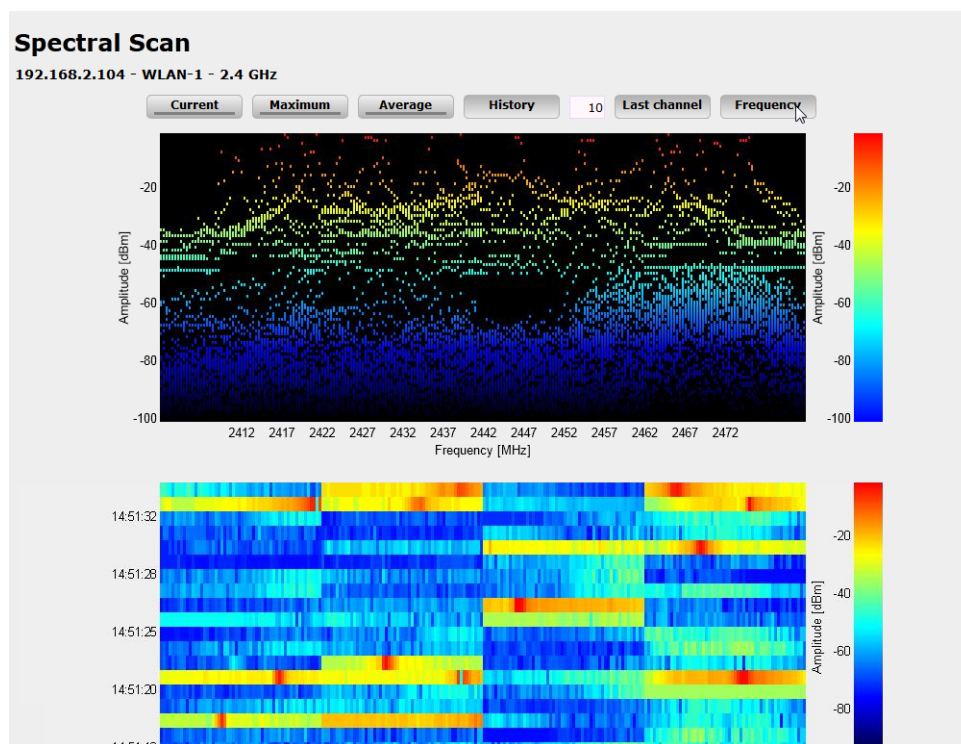 Spectral Scan
192.168.2.104 - WLAN-1 - 2.4 GHz
Current Maximum Average History 10 Last channel Frequency
-20 -20
-40 -40
Amplitude [dBm] Amplitude [dBm]
-60 -60
-80 -80
-100 -100
2412 2417 2422 2427 2432 2437 2442 2447 2452 2457 2462 2467 2472
Frequency [MHz]
14:51:32
-20
14:51:28
-40
Amplitude [dBm]
14:51:25
-60
14:51:20
-80